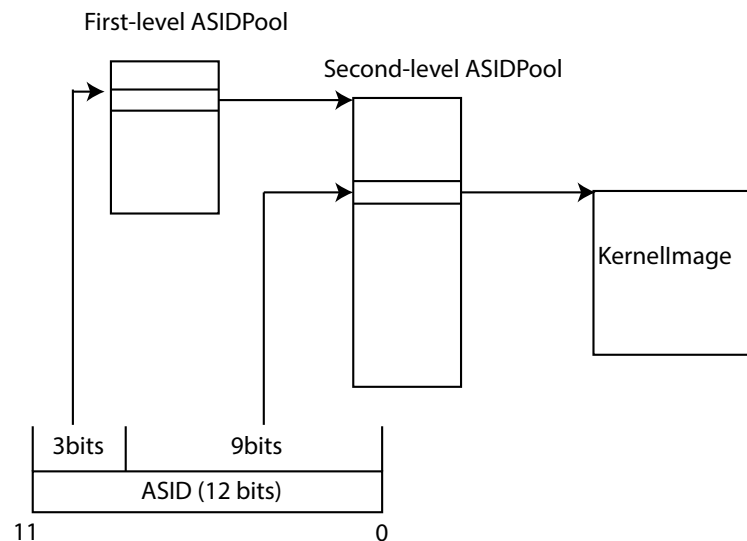 First-level ASIDPool
Second-level ASIDPool
KernelImage
3bits
9bits
ASID (12 bits)
11
0